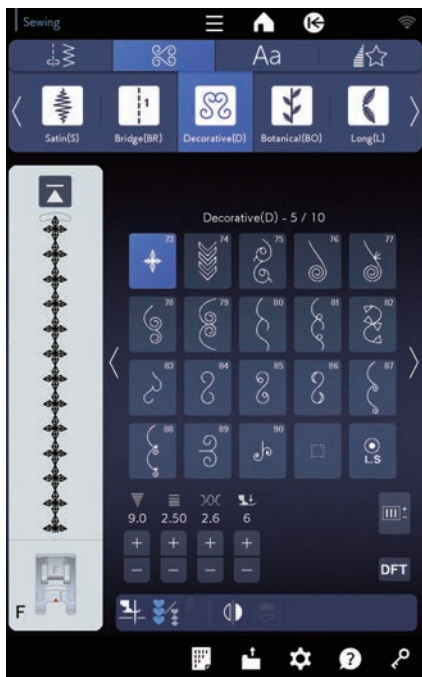 Sewing
Aa
1
Satin(S) Bridge(BR) Decorative(D) Botanical(BO) Long(L)
Decorative(D) - 5 / 10
73 74 75 76 77
78 79 80 81 82
83 84 85 86 87
88 89 90 L.S
9.0 2.50 2.6 6
+ + + +
− − − −
DFT
F
F
?